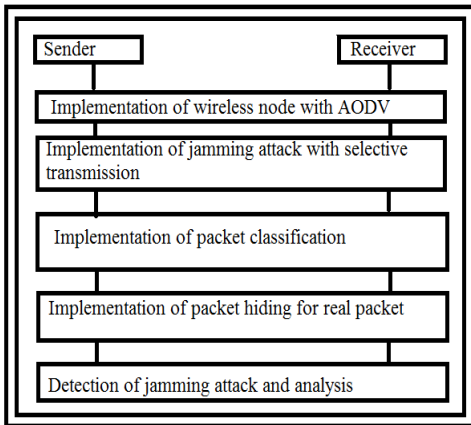 Sender
Receiver
Implementation of wireless node with AODV
Implementation of jamming attack with selective
transmission
Implementation of packet classification
Implementation of packet hiding for real packet
Detection of jamming attack and analysis